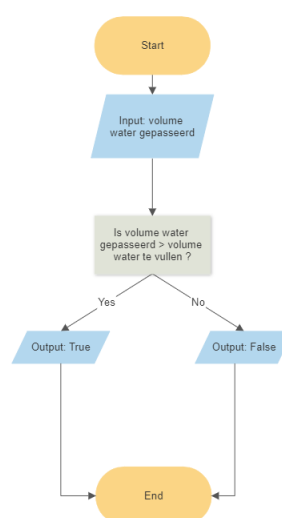 Start
Input: volume
water gepasseerd
Is volume water
gepasseerd > volume
water te vullen ?
Yes
No
Output: True
Output: False
End